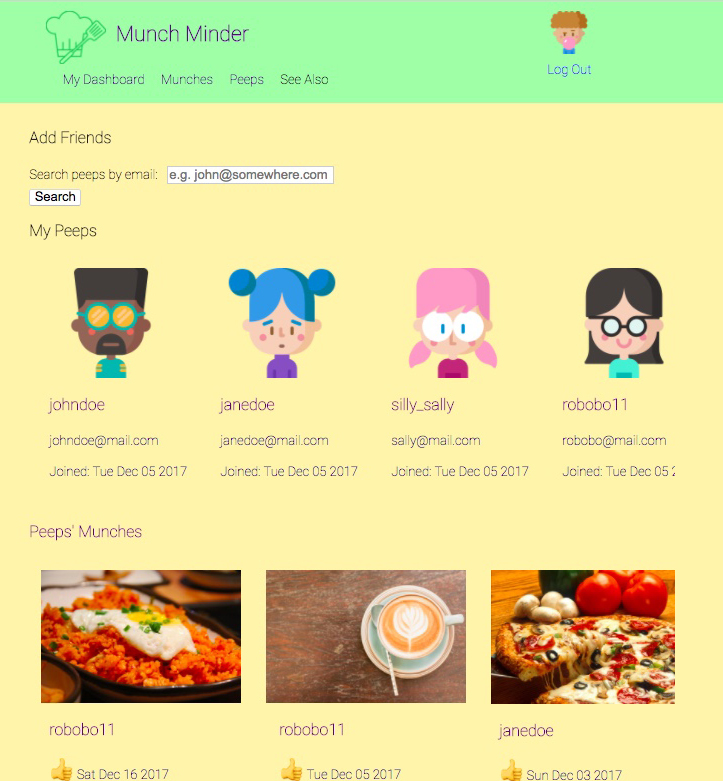 Munch Minder
My Dashboard Munches Peeps See Also
Log Out
Add Friends
Search peeps by email: e.g. john@somewhere.com
Search
My Peeps
johndoe janedoe silly_sally robobo11
johndoe@mail.com janedoe@mail.com sally@mail.com robobo@mail.com
Joined: Tue Dec 05 2017 Joined: Tue Dec 05 2017 Joined: Tue Dec 05 2017 Joined: Tue Dec 05
Peeps' Munches
robobo11 robobo11 janedoe
Sat Dec 16 2017 Tue Dec 05 2017 Sun Dec 03 2017